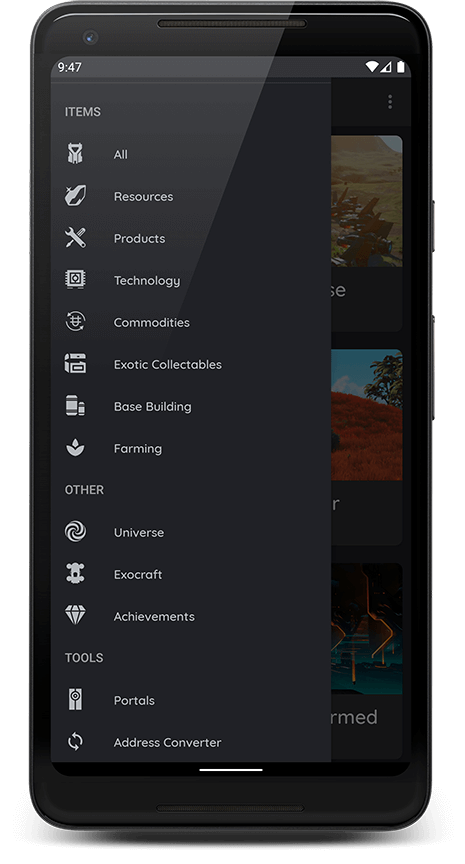 9:47
ITEMS
All
Resources
Products
Technology
Commodities
Exotic Collectables
Base Building
Farming
OTHER
Universe
Exocraft
Achievements
TOOLS
Portals
Address Converter
se
r
rmed